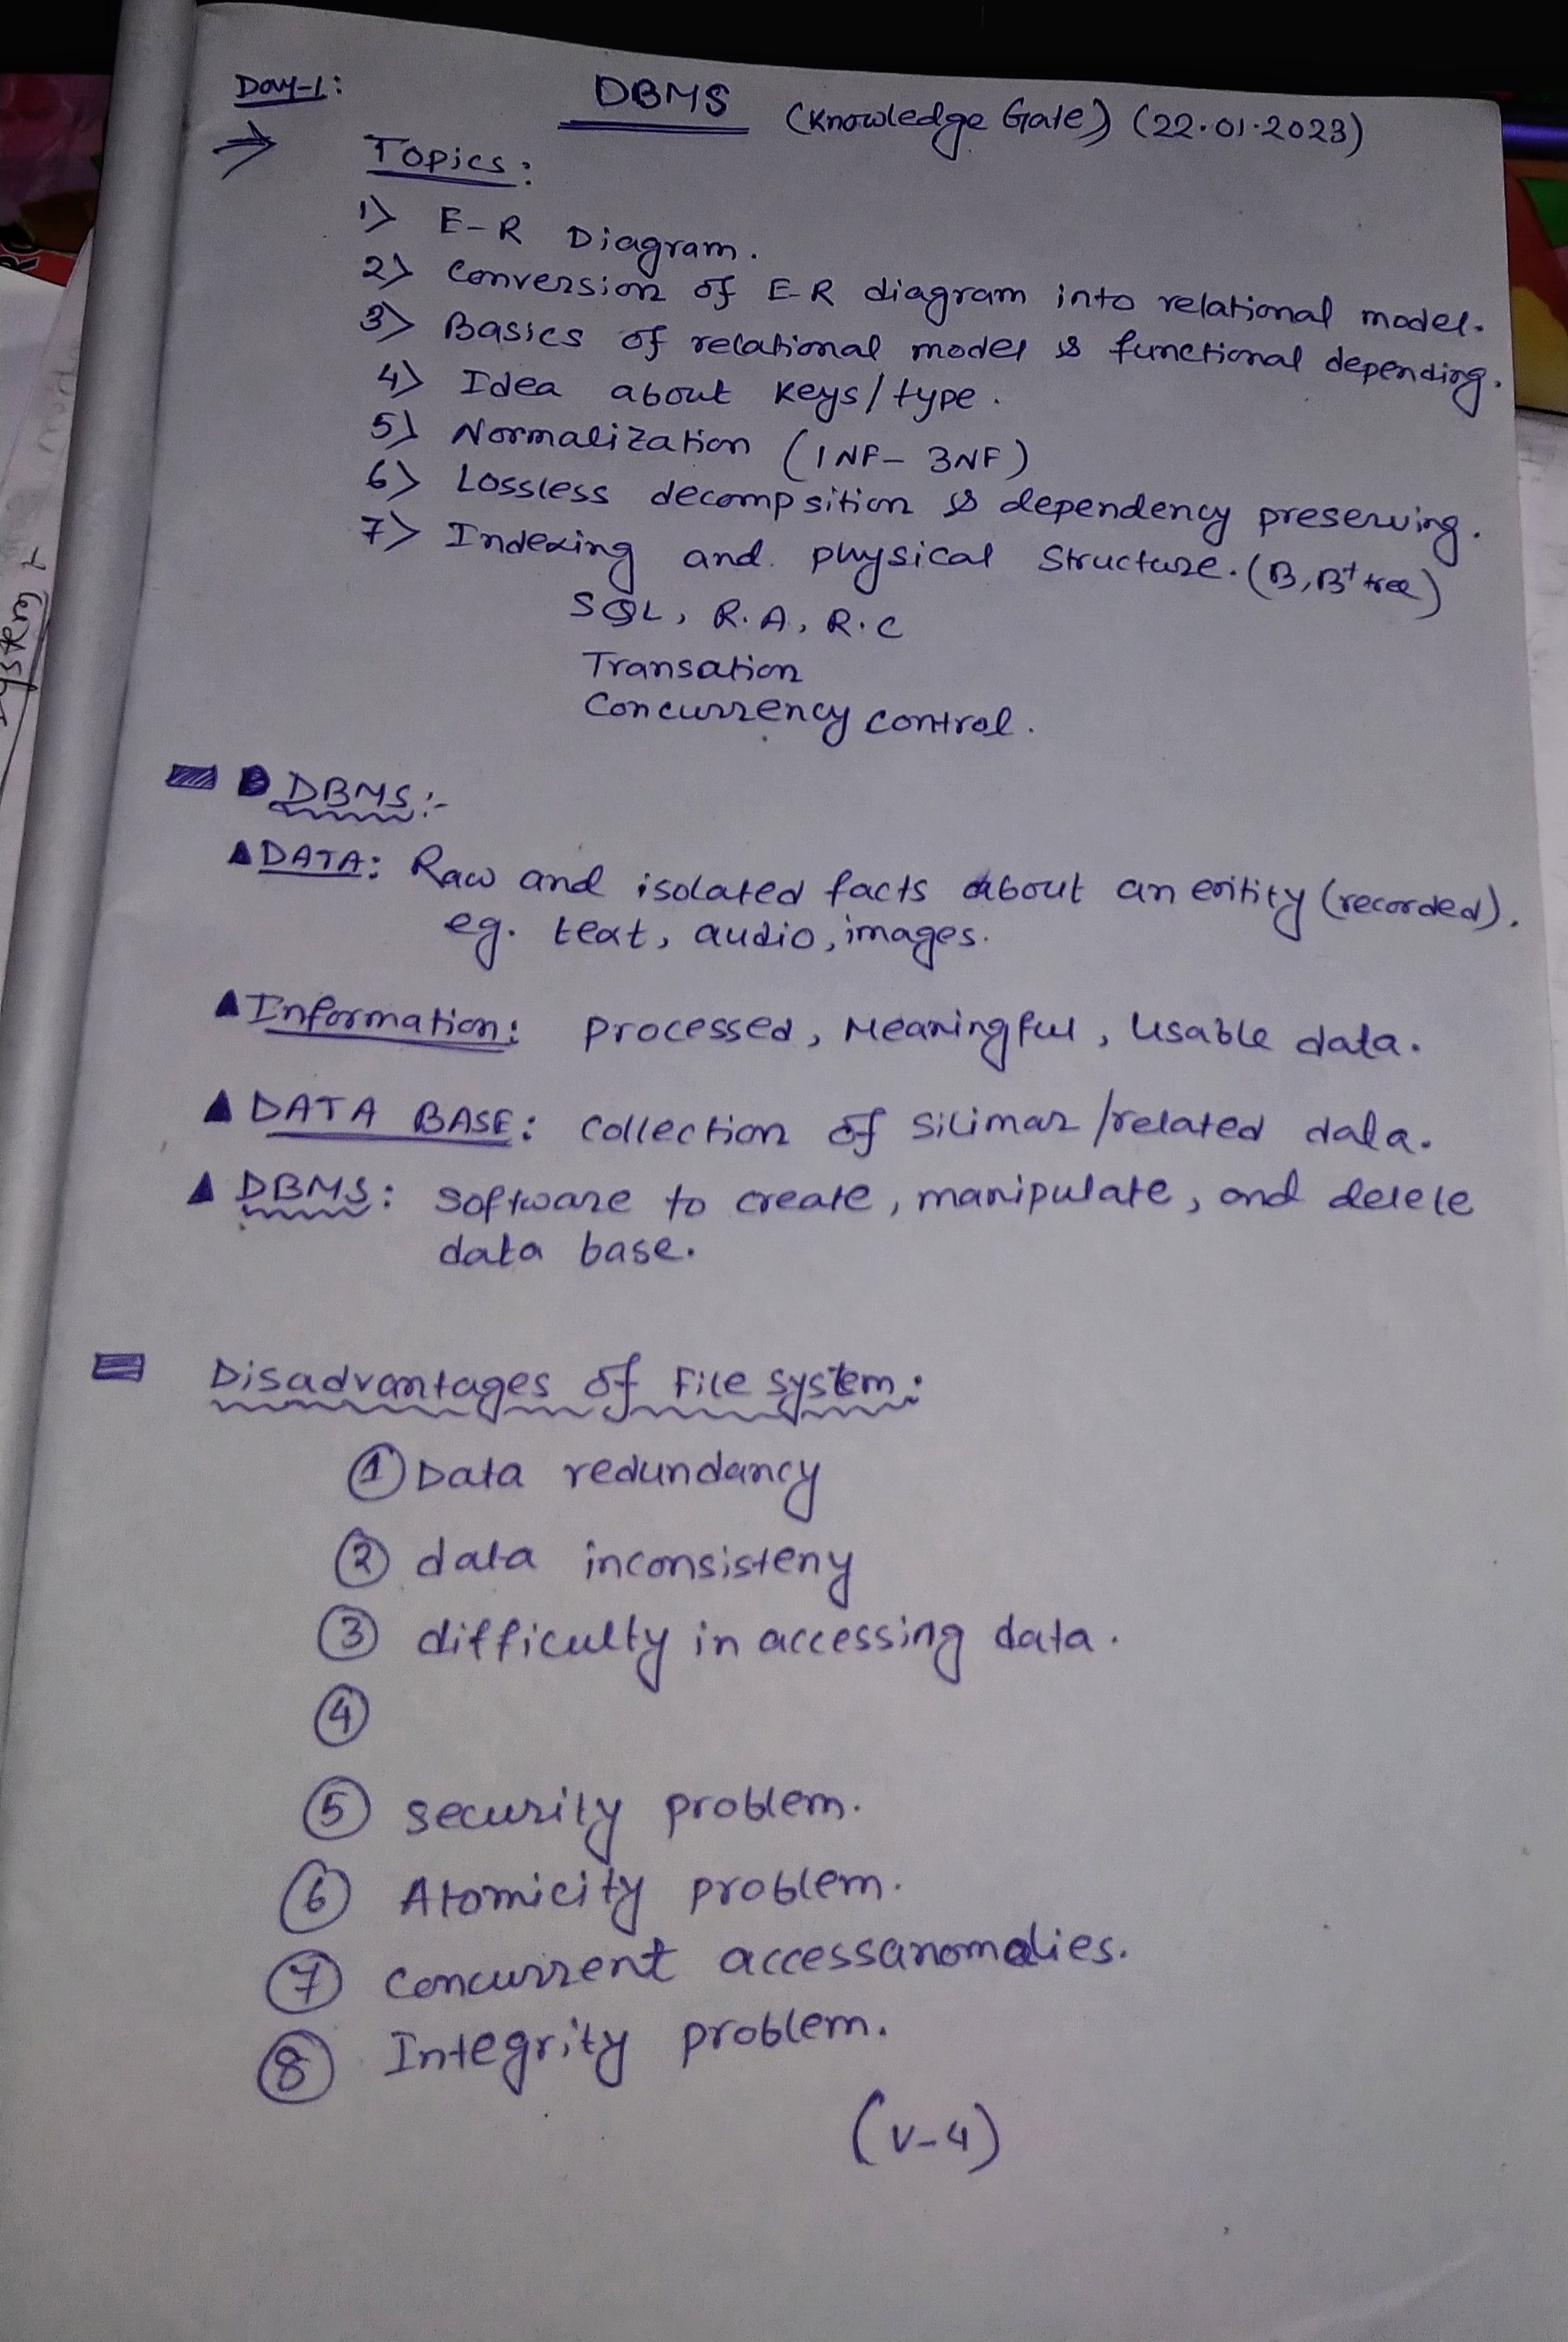 Day-1:
DBMS (Knowledge Gate) (22.01.2023)
Topics:
1) E-R Diagram.
2) Conversion of E-R diagram into relational model.
3) Basics of relational model & functional depending.
4) Idea about keys/type.
5) Normalization (1NF- 3NF)
6) Lossless decompsition & dependency preserving.
7) Indexing and physical Structure. (B, B+ tree)
SQL, R.A, R.C
Transation
Concurrency control.
DBMS:-
DATA: Raw and isolated facts about an enitity (recorded).
eg. text, audio, images.
Information: Processed, Meaningful, Usable data.
DATA BASE: Collection of Silimar /related data.
DBMS: Software to create, manipulate, and delete
data base.
Disadvantages of File system:
① Data redundancy
② data inconsisteny
③ difficulty in accessing data.
④
⑤ security problem.
⑥ Atomicity problem.
⑦ Concurrent accessanomalies.
⑧ Integrity problem.
(V-4)